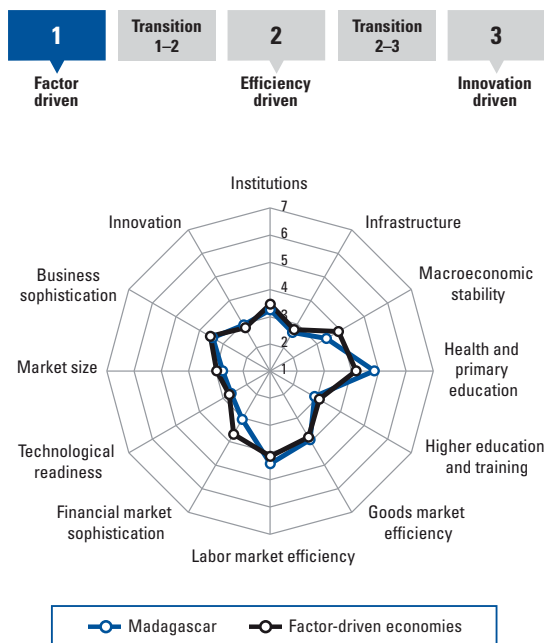 1
Transition
1–2
2
Transition
2–3
3
Factor
driven
Efficiency
driven
Innovation
driven
Institutions
7
Innovation
6
Infrastructure
5
Business
sophistication
4
Macroeconomic
stability
3
2
Market size
1
Health and
primary
education
Technological
readiness
Higher education
and training
Financial market
sophistication
Goods market
efficiency
Labor market efficiency
Madagascar
Factor-driven economies